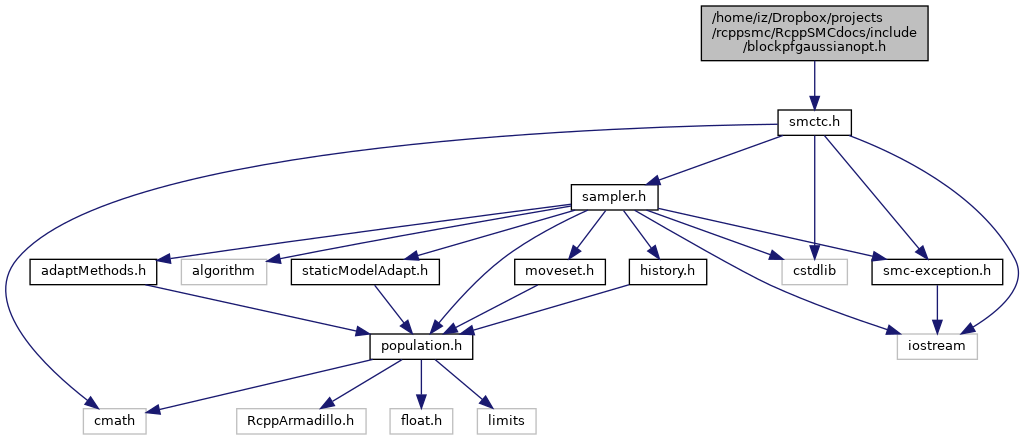 /home/iz/Dropbox/projects
/rcppsmc/RcppSMCdocs/include
/blockpfgaussianopt.h
smctc.h
sampler.h
adaptMethods.h
algorithm
staticModelAdapt.h
moveset.h
history.h
cstdlib
smc-exception.h
population.h
iostream
cmath
RcppArmadillo.h
float.h
limits